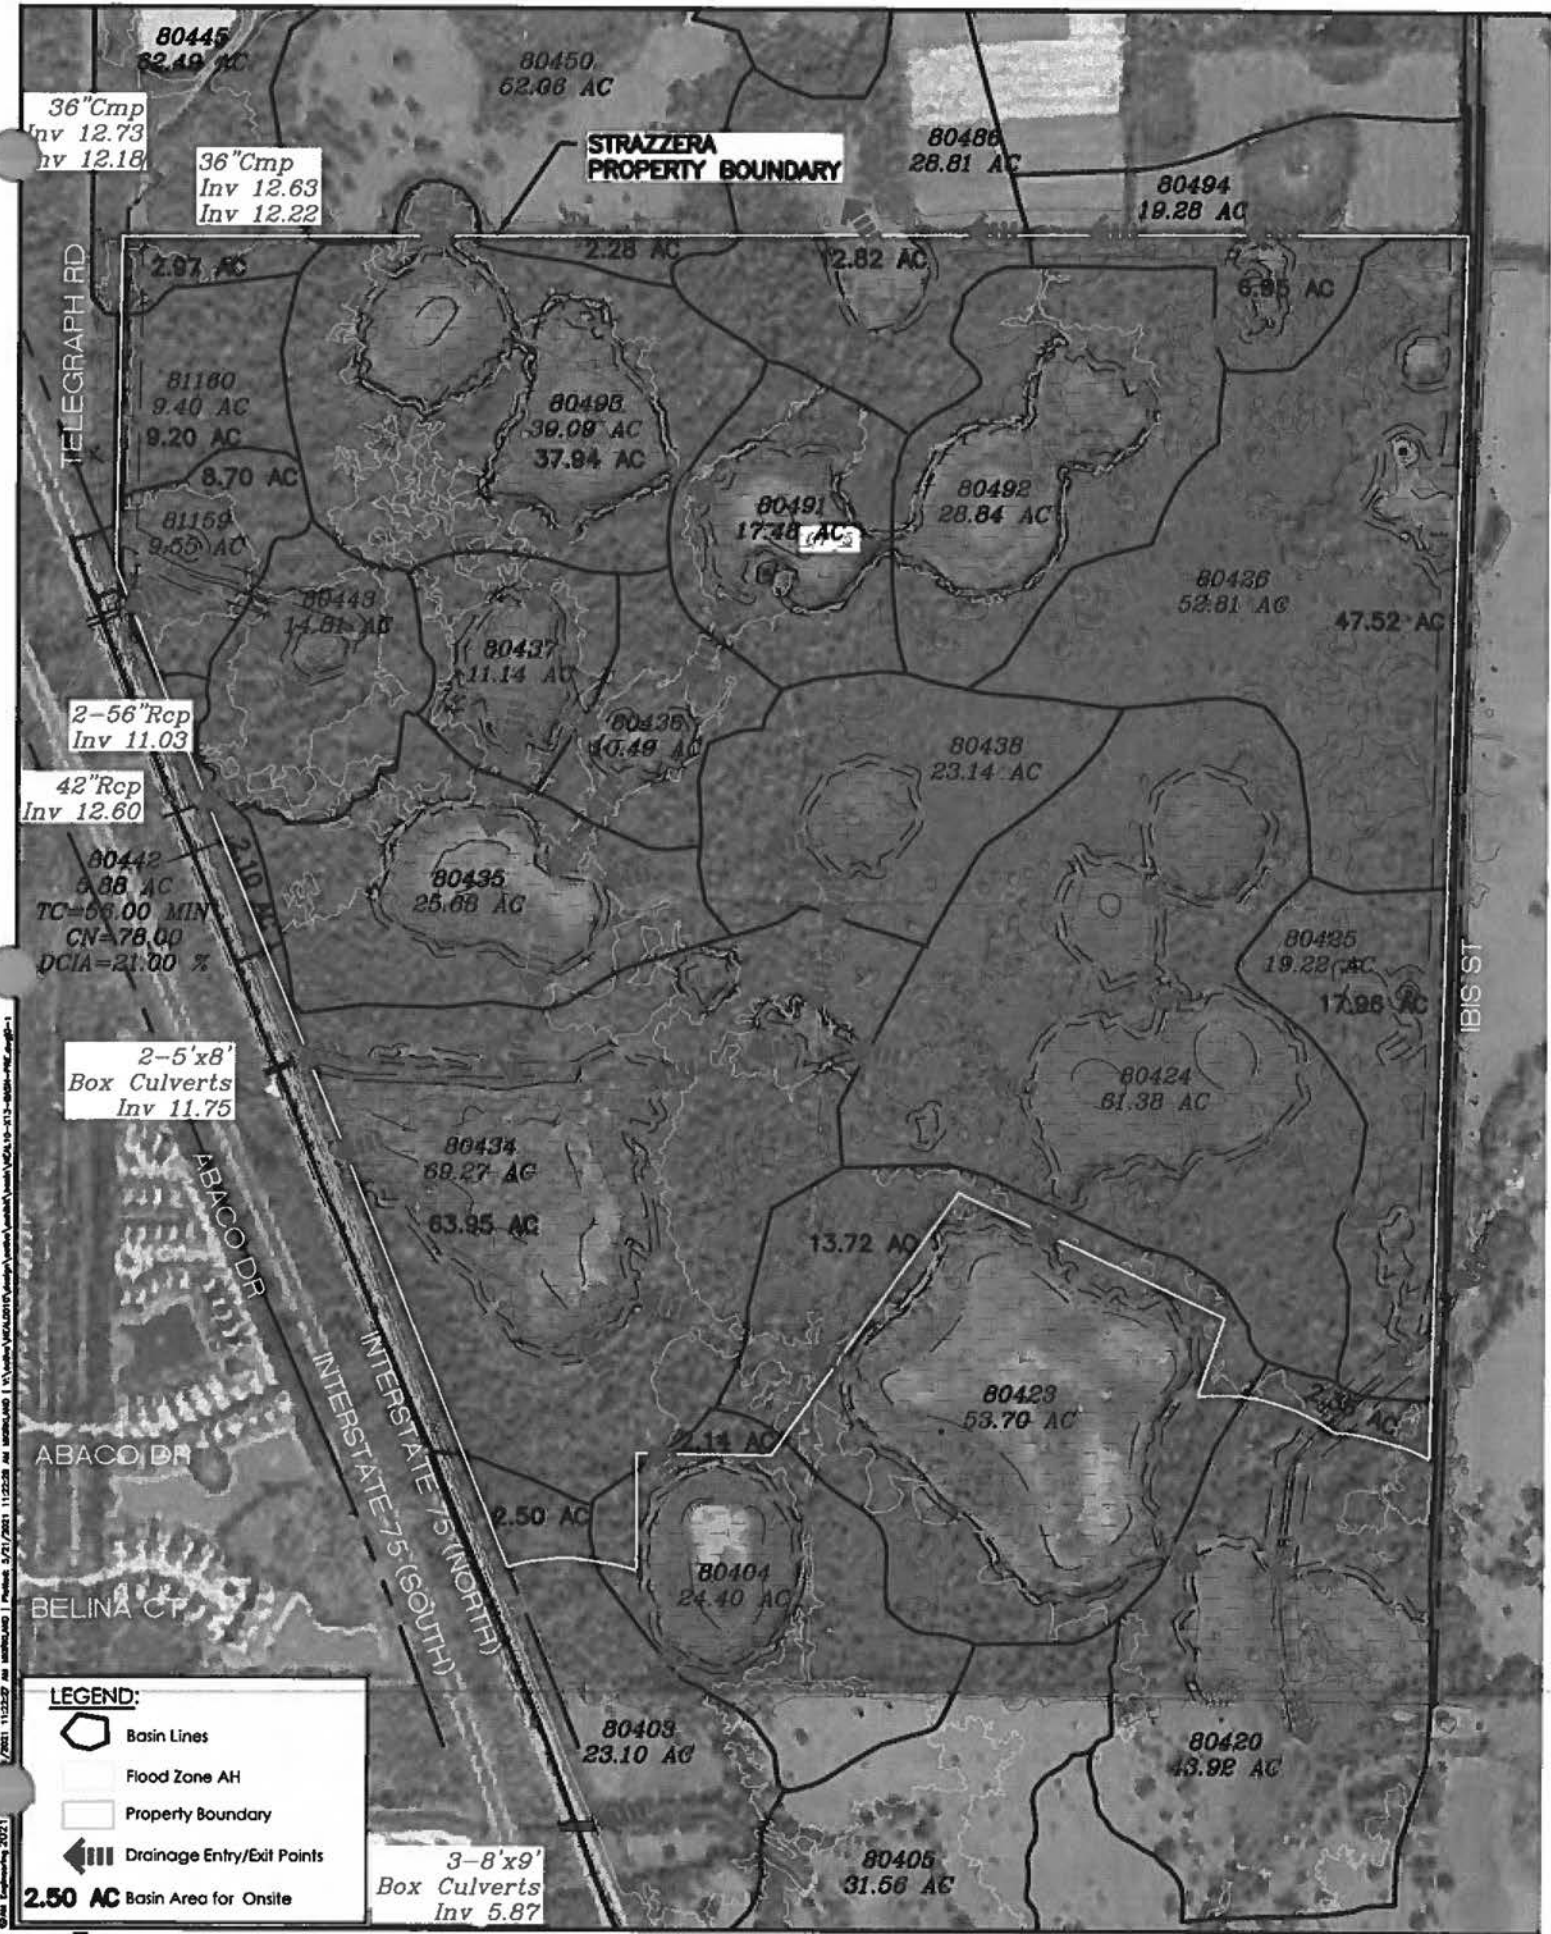 80445
62.49 AC
80450
52.06 AC
36"Cmp
Inv 12.73
Inv 12.18
36"Cmp
Inv 12.63
Inv 12.22
STRAZZERA
PROPERTY BOUNDARY
80486
28.81 AC
80494
19.28 AC
TELEGRAPH RD
2.97 AC
2.28 AC
12.82 AC
6.95 AC
81160
9.40 AC
9.20 AC
8.70 AC
81159
9.55 AC
80493
39.09 AC
37.94 AC
80491
17.48 AC
80492
28.84 AC
80426
52.81 AC
47.52 AC
80443
14.81 AC
80437
11.14 AC
80436
10.49 AC
2-56"Rcp
Inv 11.03
42"Rcp
Inv 12.60
80438
23.14 AC
80442
5.88 AC
TC=56.00 MIN
CN=78.00
DCIA=21.00 %
2.10 AC
80435
25.68 AC
80425
19.22 AC
17.96 AC
IBIS ST
2-5'x8'
Box Culverts
Inv 11.75
80424
61.38 AC
80434
69.27 AC
63.95 AC
13.72 AC
ABACO DR
80423
53.70 AC
INTERSTATE 75 (NORTH)
INTERSTATE 75 (SOUTH)
ABACO DR
2.50 AC
80404
24.40 AC
BELINA CT
LEGEND:
Basin Lines
Flood Zone AH
Property Boundary
Drainage Entry/Exit Points
2.50 AC Basin Area for Onsite
80403
23.10 AC
80420
43.92 AC
3-8'x9'
Box Culverts
Inv 5.87
80405
31.56 AC